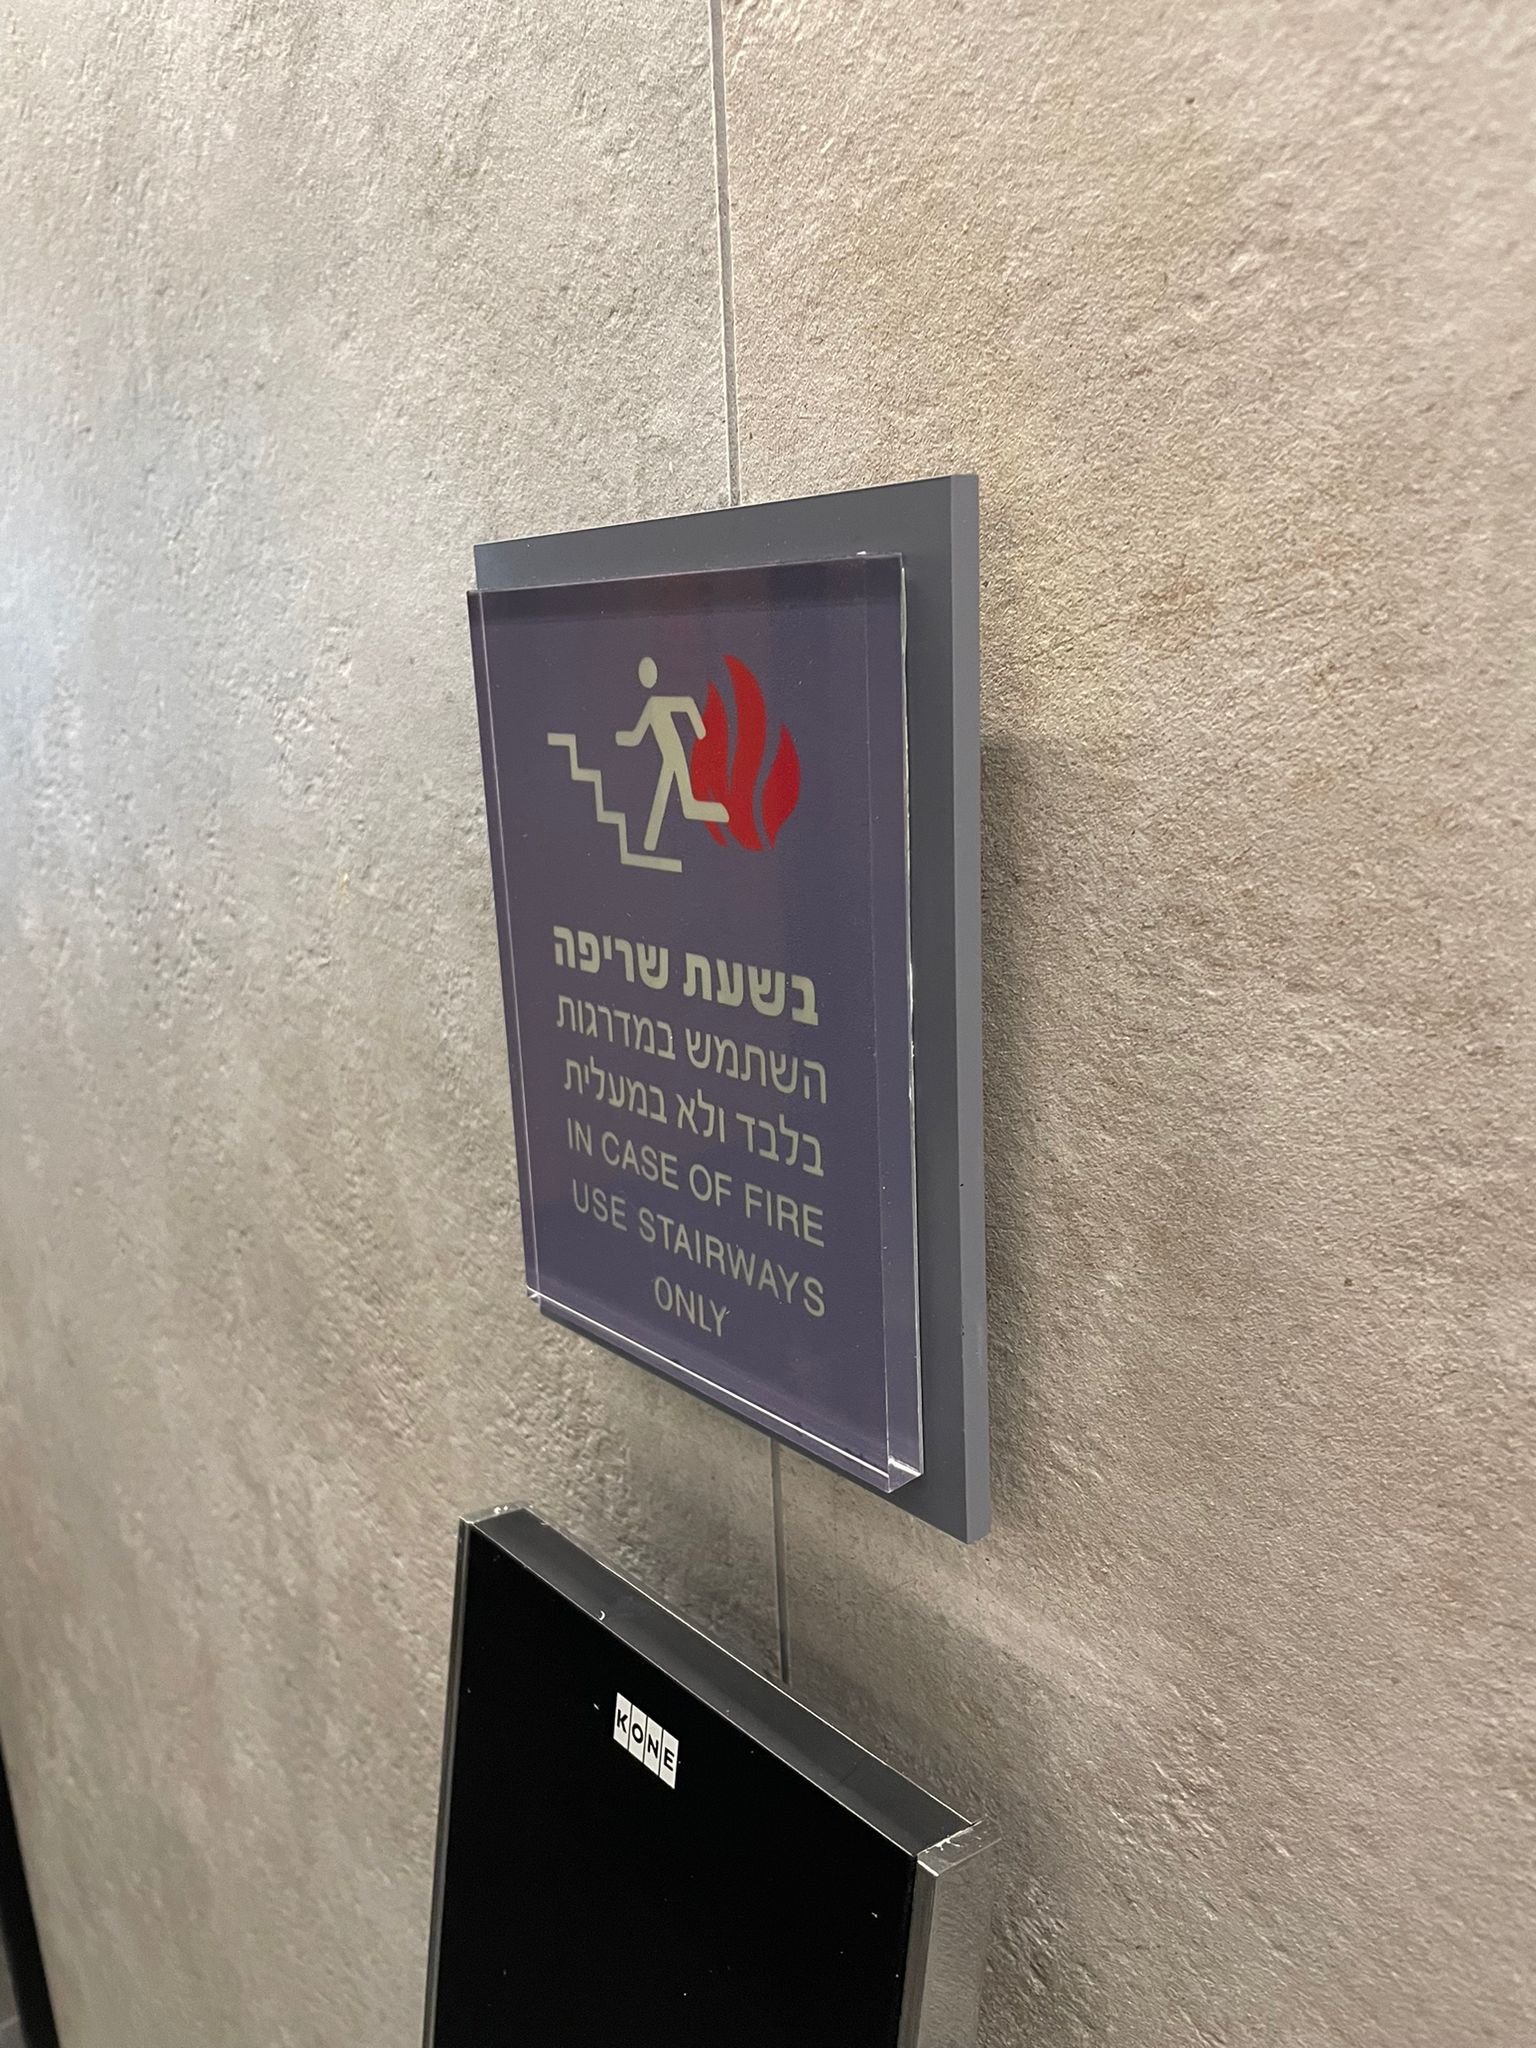 בשעת שריפה
השתמש במדרגות
בלבד ולא במעלית
IN CASE OF FIRE
USE STAIRWAYS
ONLY
KONE